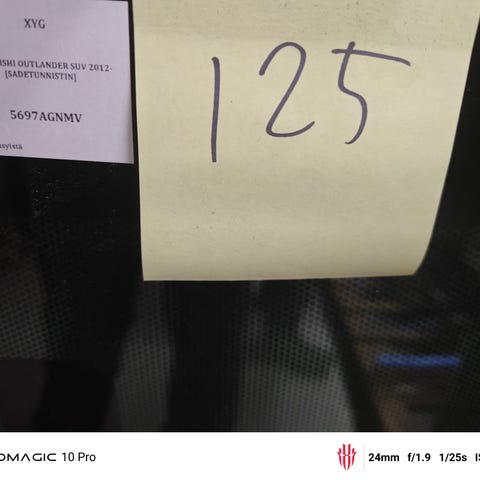 XYG
ISHI OUTLANDER SUV 2012-
[SADETUNNISTIN]
5697AGNMV
125
OMAGIC 10 Pro
24mm f/1.9 1/25s